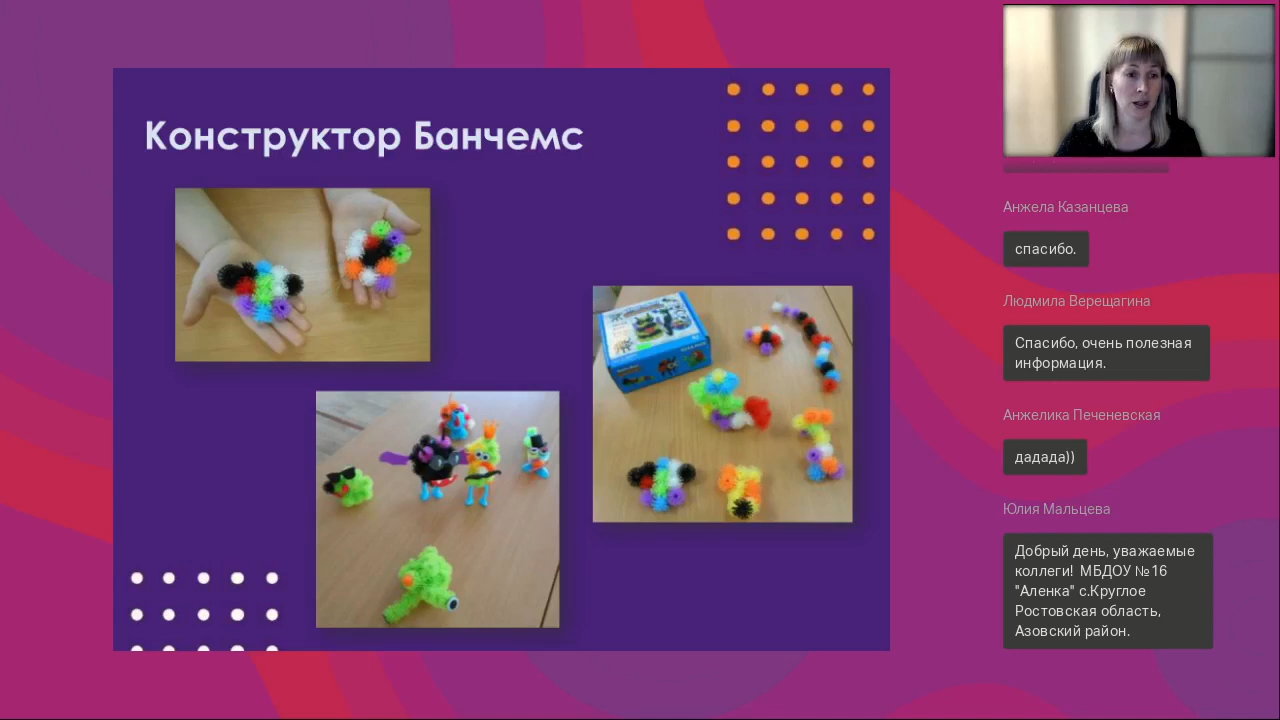 Конструктор Банчемс
Анжела Казанцева
спасибо.
Людмила Верещагина
Спасибо, очень полезная
информация.
Анжелика Печеневская
дадада))
Юлия Мальцева
Добрый день, уважаемые
коллеги! МБДОУ №16
"Аленка" с.Круглое
Ростовская область,
Азовский район.